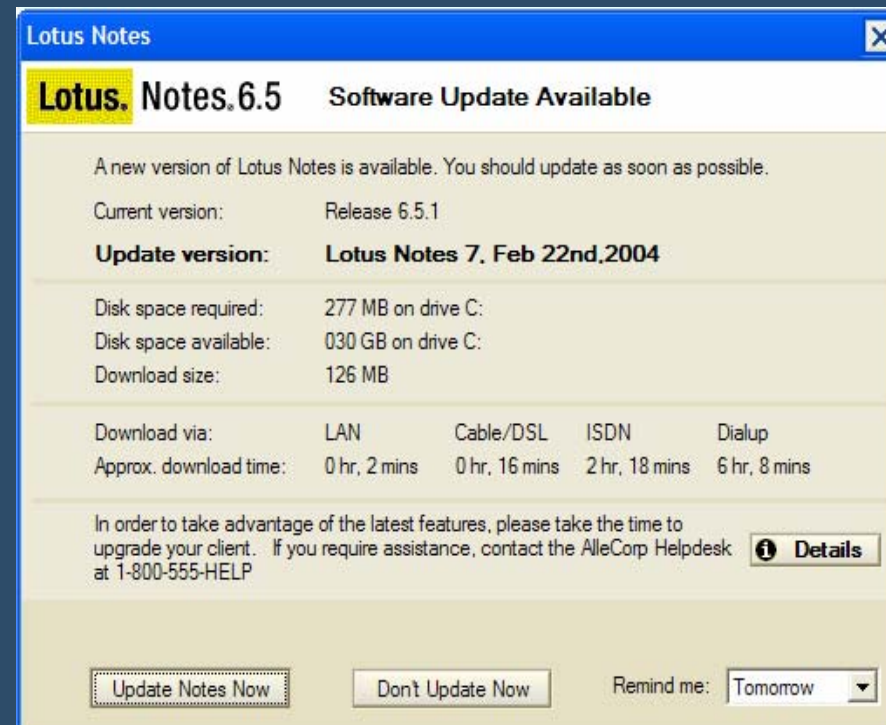 Lotus Notes
Lotus. Notes.6.5 Software Update Available
A new version of Lotus Notes is available. You should update as soon as possible.
Current version: Release 6.5.1
Update version: Lotus Notes 7, Feb 22nd,2004
Disk space required: 277 MB on drive C:
Disk space available: 030 GB on drive C:
Download size: 126 MB
Download via: LAN Cable/DSL ISDN Dialup
Approx. download time: 0 hr, 2 mins 0 hr, 16 mins 2 hr, 18 mins 6 hr, 8 mins
In order to take advantage of the latest features, please take the time to
upgrade your client. If you require assistance, contact the AlleCorp Helpdesk
at 1-800-555-HELP
Details
Update Notes Now Don't Update Now Remind me: Tomorrow